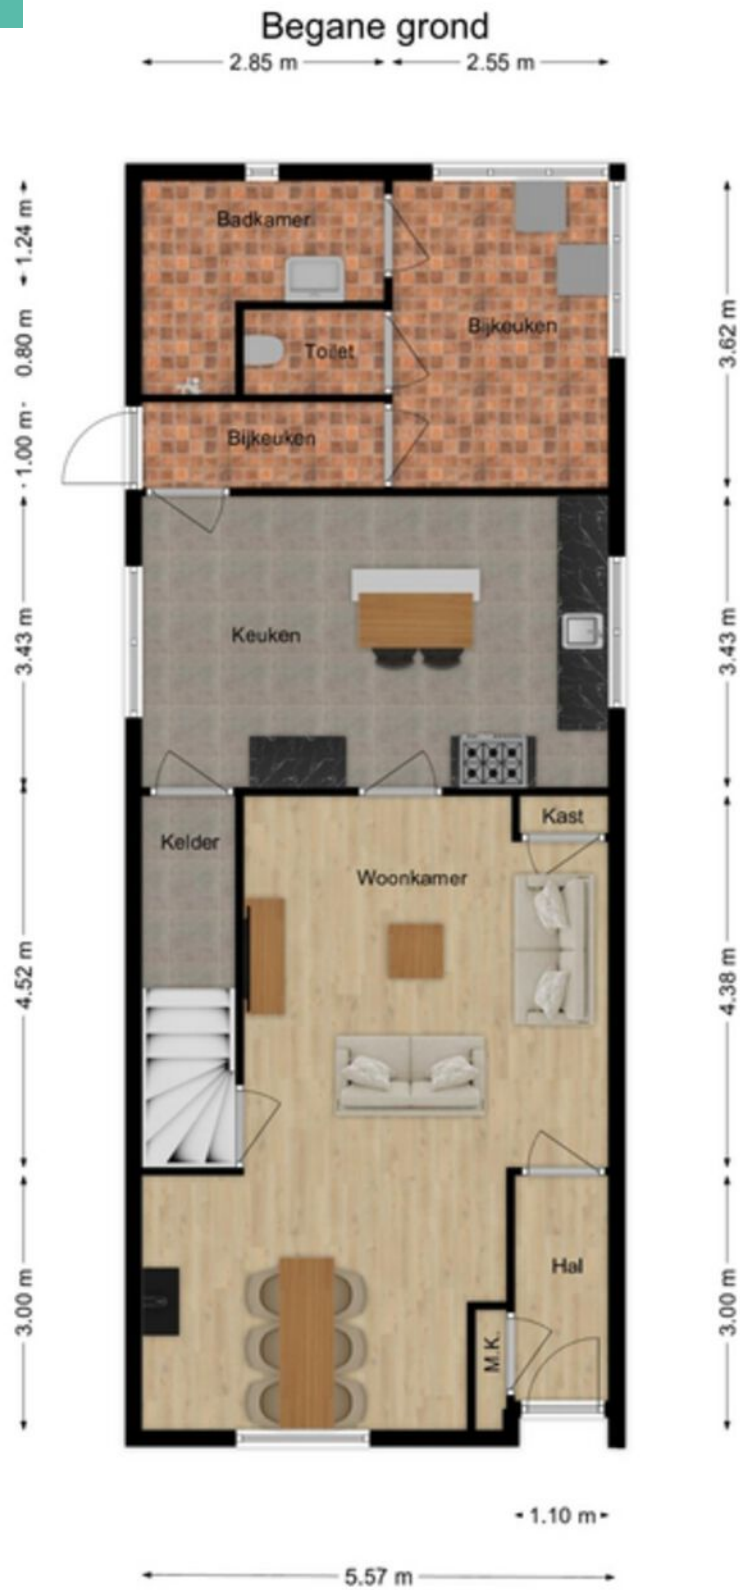 Begane grond
2.85 m
2.55 m
Badkamer
1.24 m
0.80 m
Toilet
Bijkeuken
3.62 m
Bijkeuken
1.00 m
Keuken
3.43 m
3.43 m
Kast
Kelder
Woonkamer
4.52 m
4.38 m
Hal
3.00 m
M.K.
3.00 m
1.10 m
5.57 m